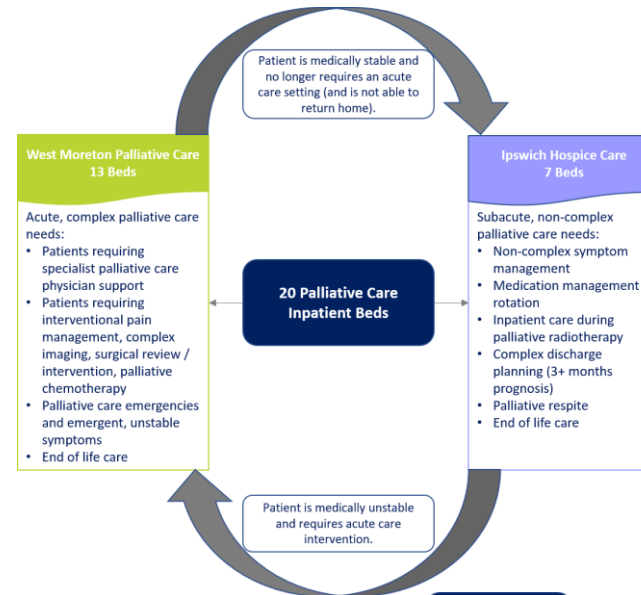 Patient is medically stable and
no longer requires an acute
care setting (and is not able to
return home).
West Moreton Palliative Care
13 Beds
Acute, complex palliative care
needs:
• Patients requiring
specialist palliative care
physician support
• Patients requiring
interventional pain
management, complex
imaging, surgical review /
intervention, palliative
chemotherapy
• Palliative care emergencies
and emergent, unstable
symptoms
• End of life care
20 Palliative Care
Inpatient Beds
Ipswich Hospice Care
7 Beds
Subacute, non-complex
palliative care needs:
• Non-complex symptom
management
• Medication management
rotation
• Inpatient care during
palliative radiotherapy
• Complex discharge
planning (3+ months
prognosis)
• Palliative respite
• End of life care
Patient is medically unstable
and requires acute care
intervention.